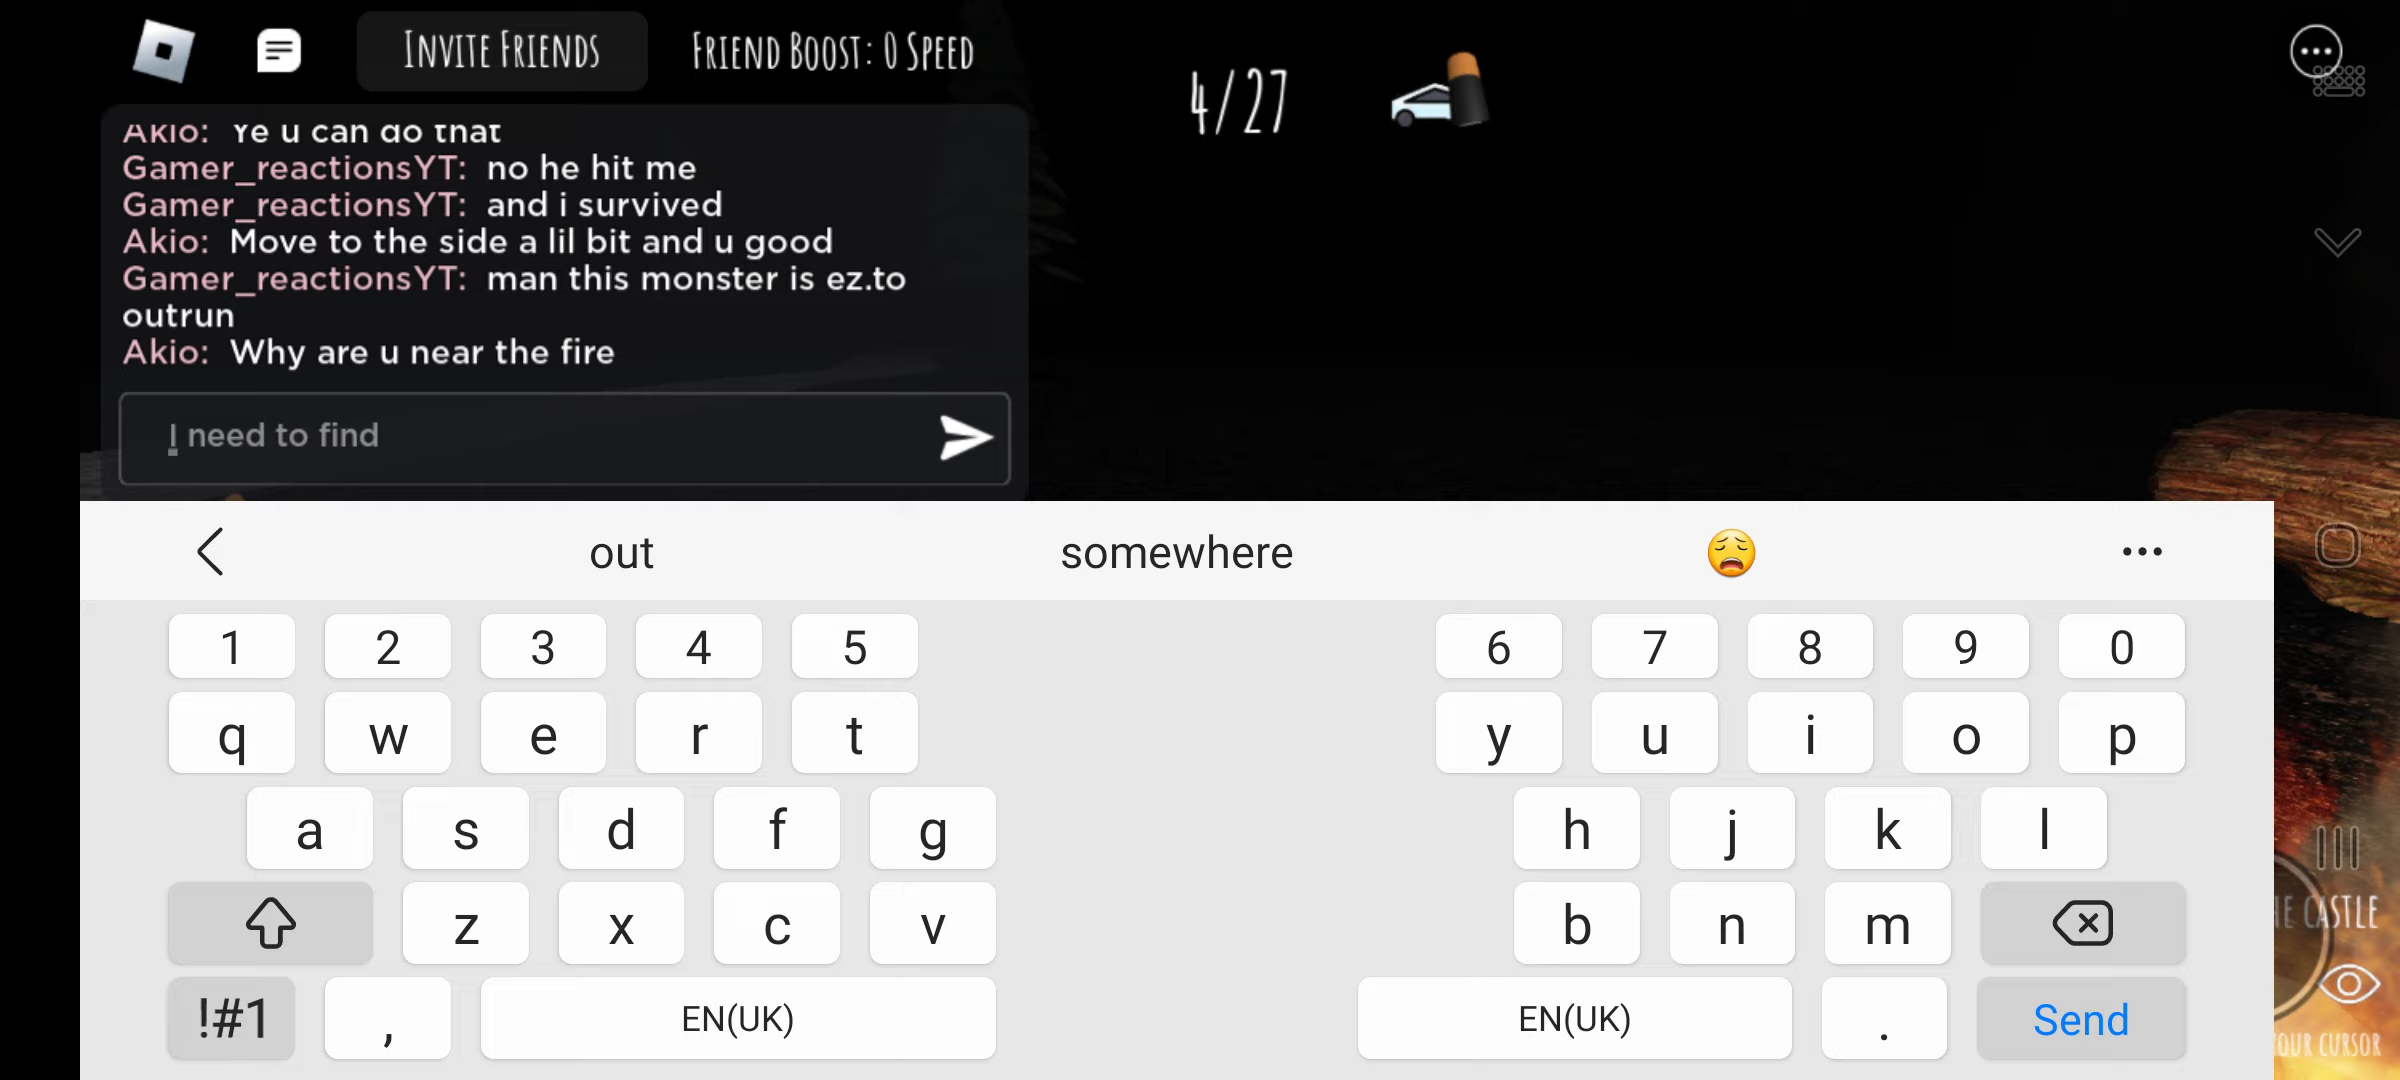 INVITE FRIENDS
FRIEND BOOST: 0 SPEED
4/27
Akio: Ye u can do that
Gamer_reactionsYT: no he hit me
Gamer_reactionsYT: and i survived
Akio: Move to the side a lil bit and u good
Gamer_reactionsYT: man this monster is ez.to
outrun
Akio: Why are u near the fire
I need to find
out somewhere 😩 ...
1 2 3 4 5 6 7 8 9 0
q w e r t y u i o p
a s d f g h j k l
z x c v b n m
CASTLE
!#1 , EN(UK) EN(UK) . Send
CURSOR